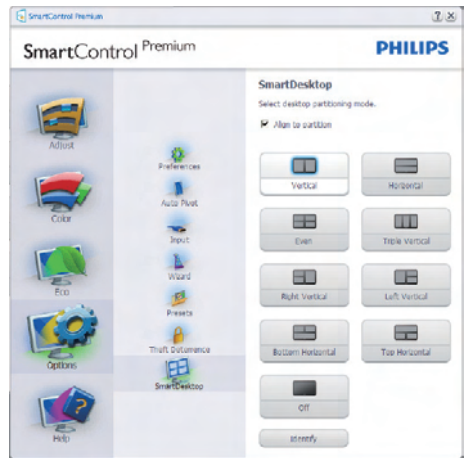 SmartControl Premium
SmartControl Premium
PHILIPS
Adjust
Color
Eco
Options
Help
Preferences
Auto Pivot
Input
Wizard
Presets
Theft Deterrence
SmartDesktop
SmartDesktop
Select desktop partitioning mode.
Align to partition
Vertical
Horizontal
Even
Triple Vertical
Right Vertical
Left Vertical
Bottom Horizontal
Top Horizontal
Off
Identify